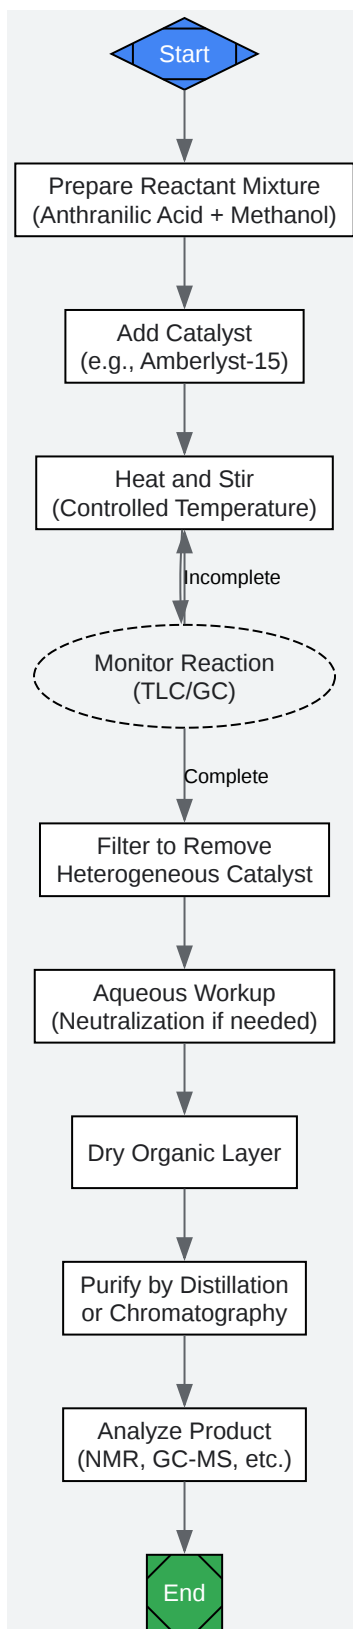 Start
Prepare Reactant Mixture
(Anthranilic Acid + Methanol)
Add Catalyst
(e.g., Amberlyst-15)
Heat and Stir
(Controlled Temperature)
Incomplete
Monitor Reaction
(TLC/GC)
Complete
Filter to Remove
Heterogeneous Catalyst
Aqueous Workup
(Neutralization if needed)
Dry Organic Layer
Purify by Distillation
or Chromatography
Analyze Product
(NMR, GC-MS, etc.)
End